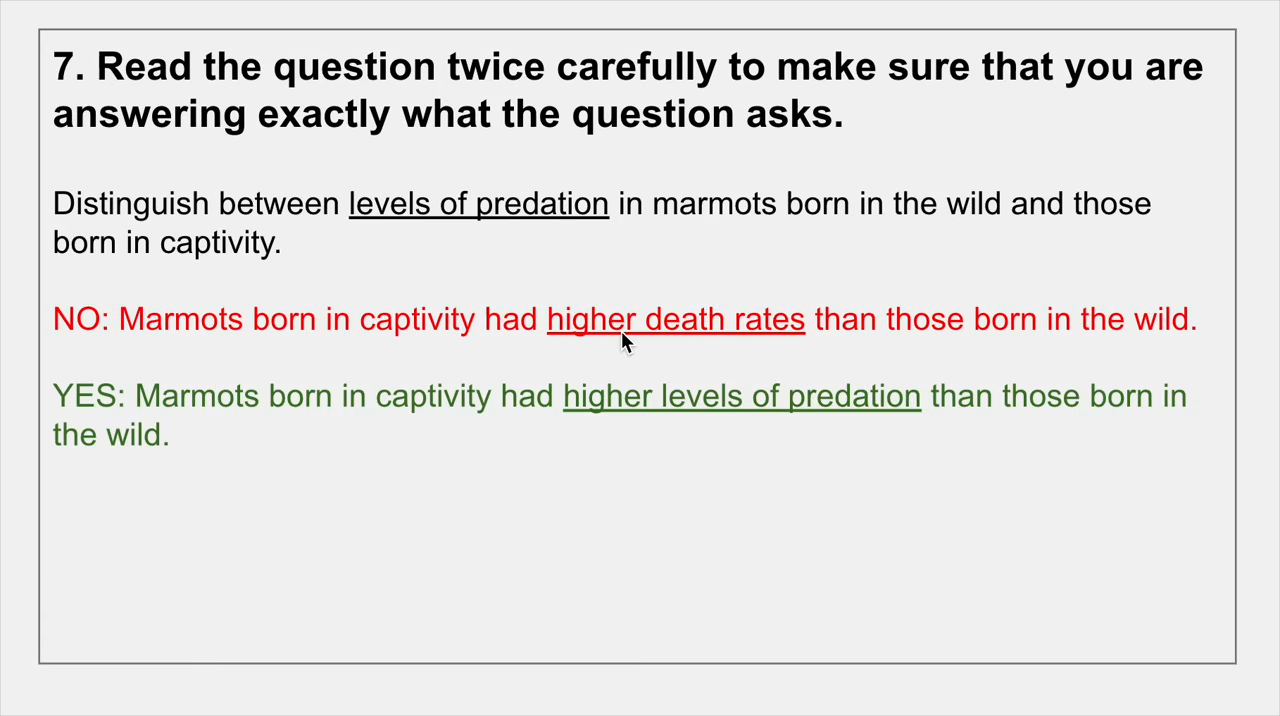 7. Read the question twice carefully to make sure that you are
answering exactly what the question asks.
Distinguish between levels of predation in marmots born in the wild and those
born in captivity.
NO: Marmots born in captivity had higher death rates than those born in the wild.
YES: Marmots born in captivity had higher levels of predation than those born in
the wild.